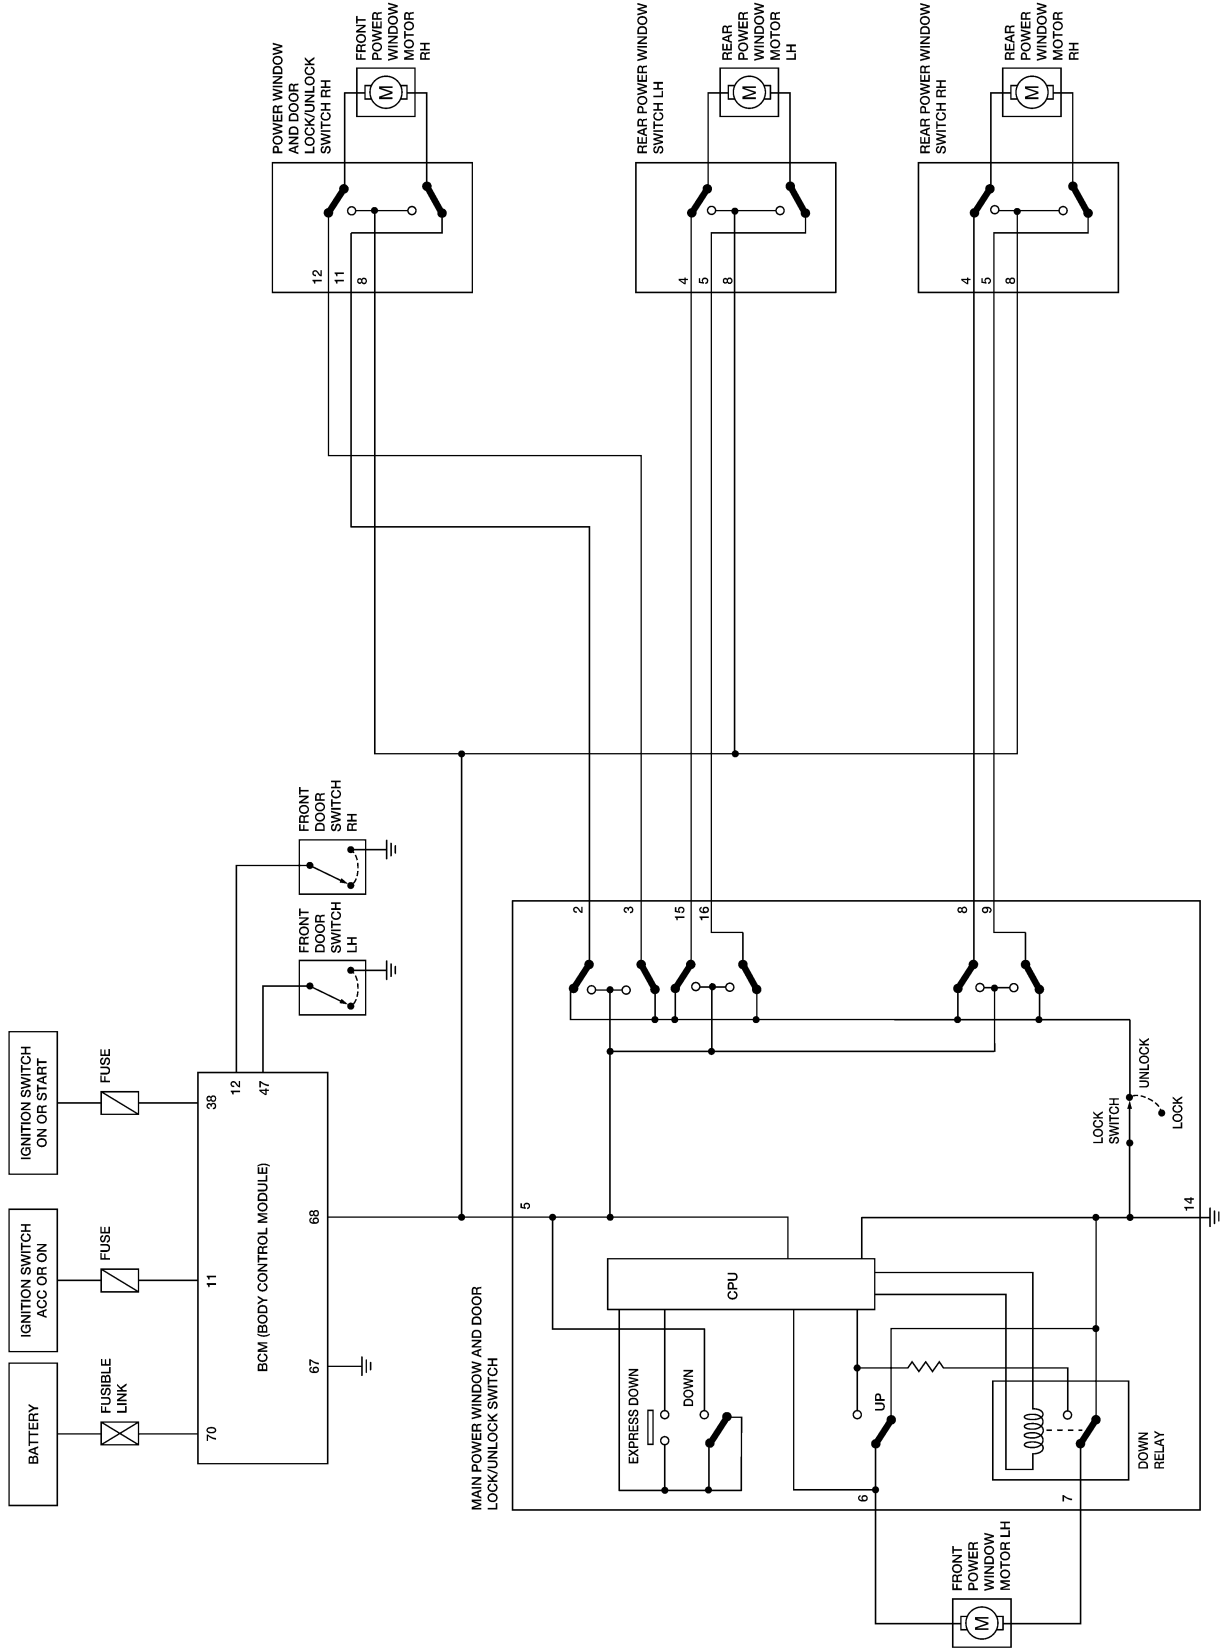 BATTERY
FUSIBLE
LINK
70
IGNITION SWITCH
ACC OR ON
FUSE
11
IGNITION SWITCH
ON OR START
FUSE
38
BCM (BODY CONTROL MODULE)
67
68
12
47
FRONT
DOOR
SWITCH
LH
FRONT
DOOR
SWITCH
RH
POWER WINDOW
AND DOOR
LOCK/UNLOCK
SWITCH RH
12
11
8
FRONT
POWER
WINDOW
MOTOR
RH
M
REAR POWER WINDOW
SWITCH LH
4
5
8
REAR
POWER
WINDOW
MOTOR
LH
M
REAR POWER WINDOW
SWITCH RH
4
5
8
REAR
POWER
WINDOW
MOTOR
RH
M
MAIN POWER WINDOW AND DOOR
LOCK/UNLOCK SWITCH
5
2
3
15
16
8
9
CPU
EXPRESS DOWN
DOWN
UP
LOCK
SWITCH
UNLOCK
LOCK
14
DOWN
RELAY
6
7
FRONT
POWER
WINDOW
MOTOR LH
M